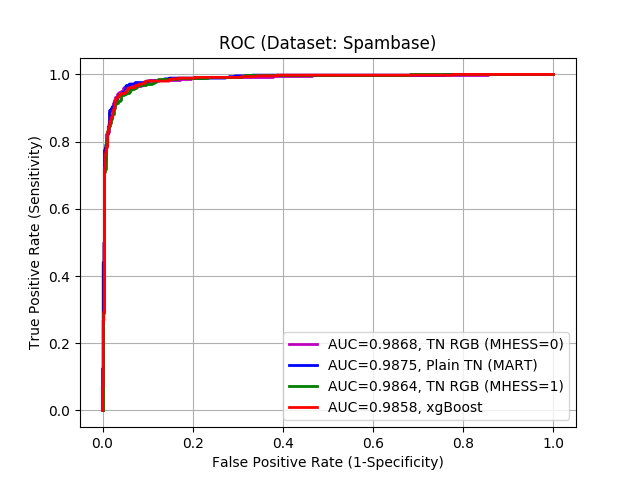 ROC (Dataset: Spambase)
True Positive Rate (Sensitivity)
1.0
0.8
0.6
0.4
0.2
0.0
AUC=0.9868, TN RGB (MHESS=0)
AUC=0.9875, Plain TN (MART)
AUC=0.9864, TN RGB (MHESS=1)
AUC=0.9858, xgBoost
0.0 0.2 0.4 0.6 0.8 1.0
False Positive Rate (1-Specificity)